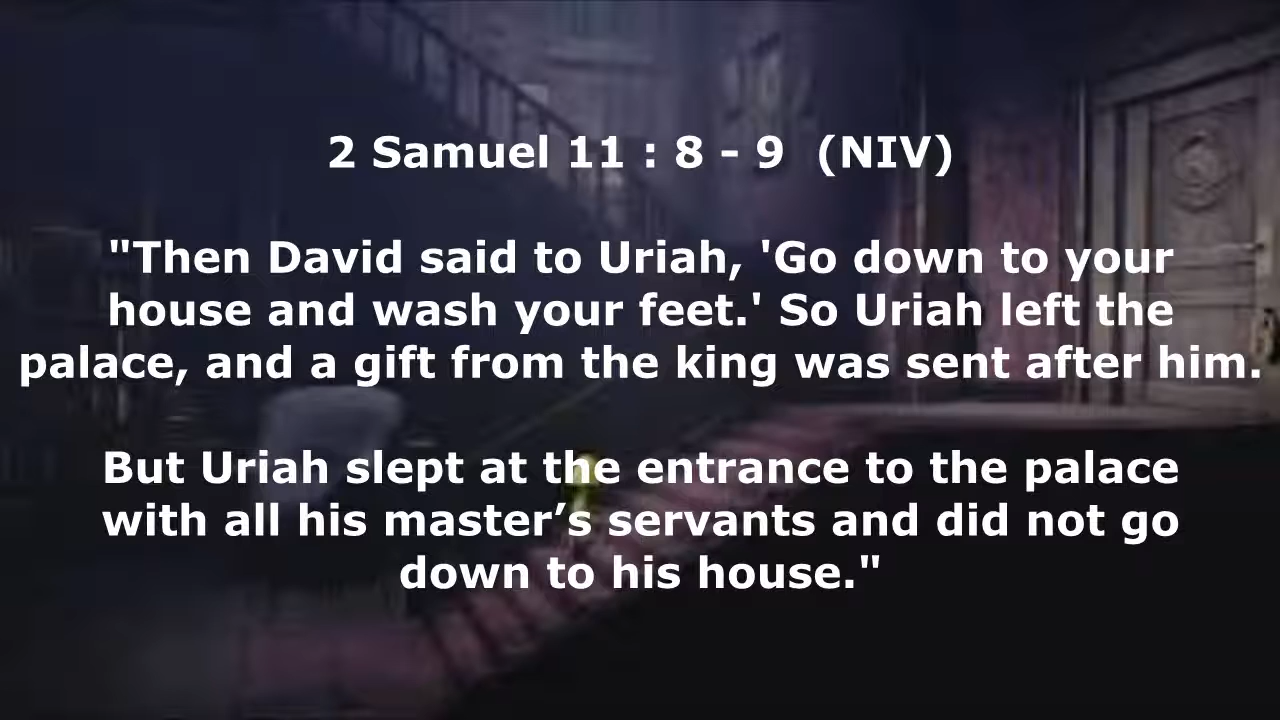 2 Samuel 11 : 8 - 9  (NIV)
"Then David said to Uriah, 'Go down to your
house and wash your feet.' So Uriah left the
palace, and a gift from the king was sent after him.
But Uriah slept at the entrance to the palace
with all his master’s servants and did not go
down to his house."